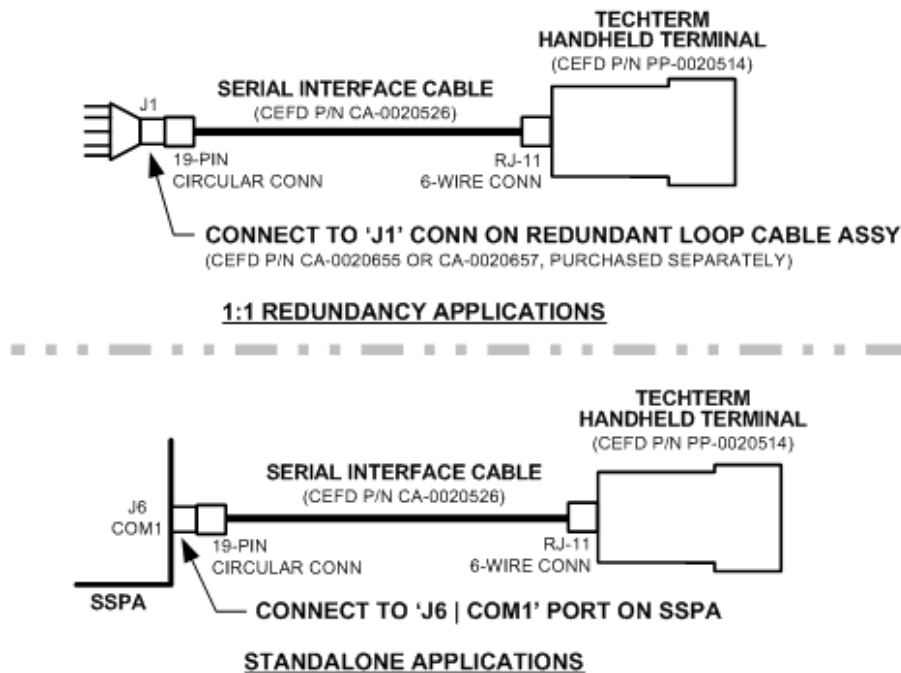 TECHTERM
HANDHELD TERMINAL
(CEFD P/N PP-0020514)
SERIAL INTERFACE CABLE
(CEFD P/N CA-0020526)
J1
19-PIN
CIRCULAR CONN
RJ-11
6-WIRE CONN
CONNECT TO ‘J1’ CONN ON REDUNDANT LOOP CABLE ASSY
(CEFD P/N CA-0020655 OR CA-0020657, PURCHASED SEPARATELY)
1:1 REDUNDANCY APPLICATIONS
TECHTERM
HANDHELD TERMINAL
(CEFD P/N PP-0020514)
SERIAL INTERFACE CABLE
(CEFD P/N CA-0020526)
J6
COM1
19-PIN
CIRCULAR CONN
RJ-11
6-WIRE CONN
SSPA
CONNECT TO ‘J6 | COM1’ PORT ON SSPA
STANDALONE APPLICATIONS